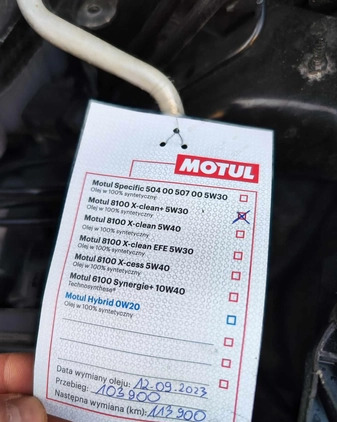 MOTUL
Motul Specific 504 00 507 00 5W30
Olej w 100% syntetyczny
Motul 8100 X-clean+ 5W30
Olej w 100% syntetyczny
Motul 8100 X-clean 5W40
Olej w 100% syntetyczny
Motul 8100 X-clean EFE 5W30
Olej w 100% syntetyczny
Motul 8100 X-cess 5W40
Olej w 100% syntetyczny
Motul 6100 Synergie+ 10W40
Technosynthese®
Motul Hybrid 0W20
Olej w 100% syntetyczny
Data wymiany oleju: 12.09.2023
Przebieg: 103900
Następna wymiana (km): 113900